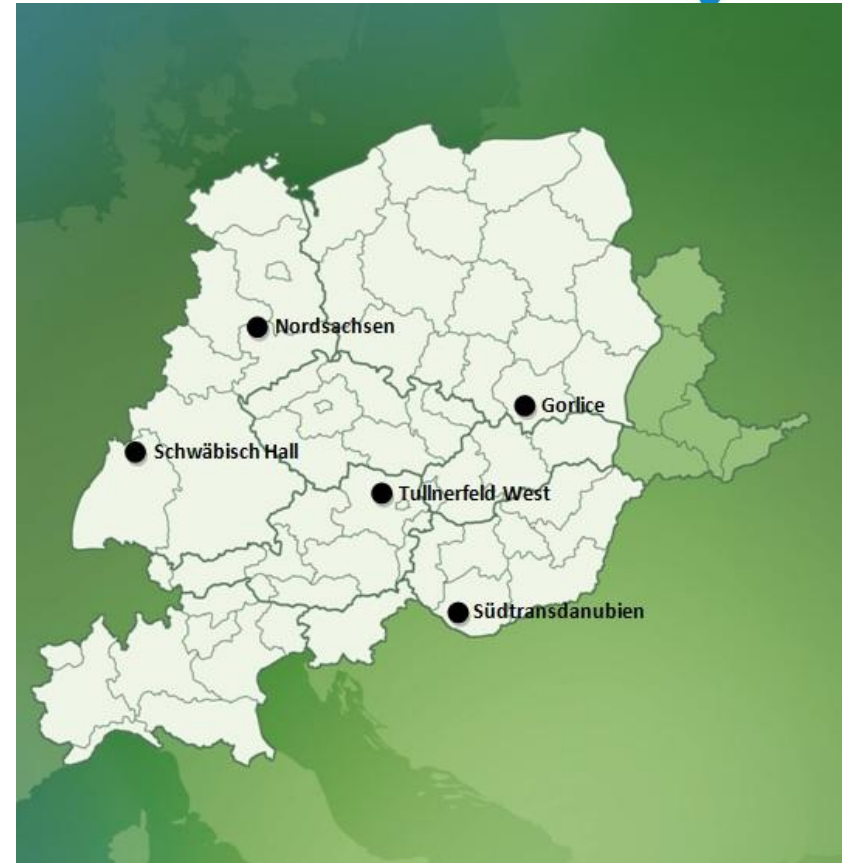 Nordsachsen
Gorlice
Schwäbisch Hall
Tullnerfeld West
Südtransdanubien